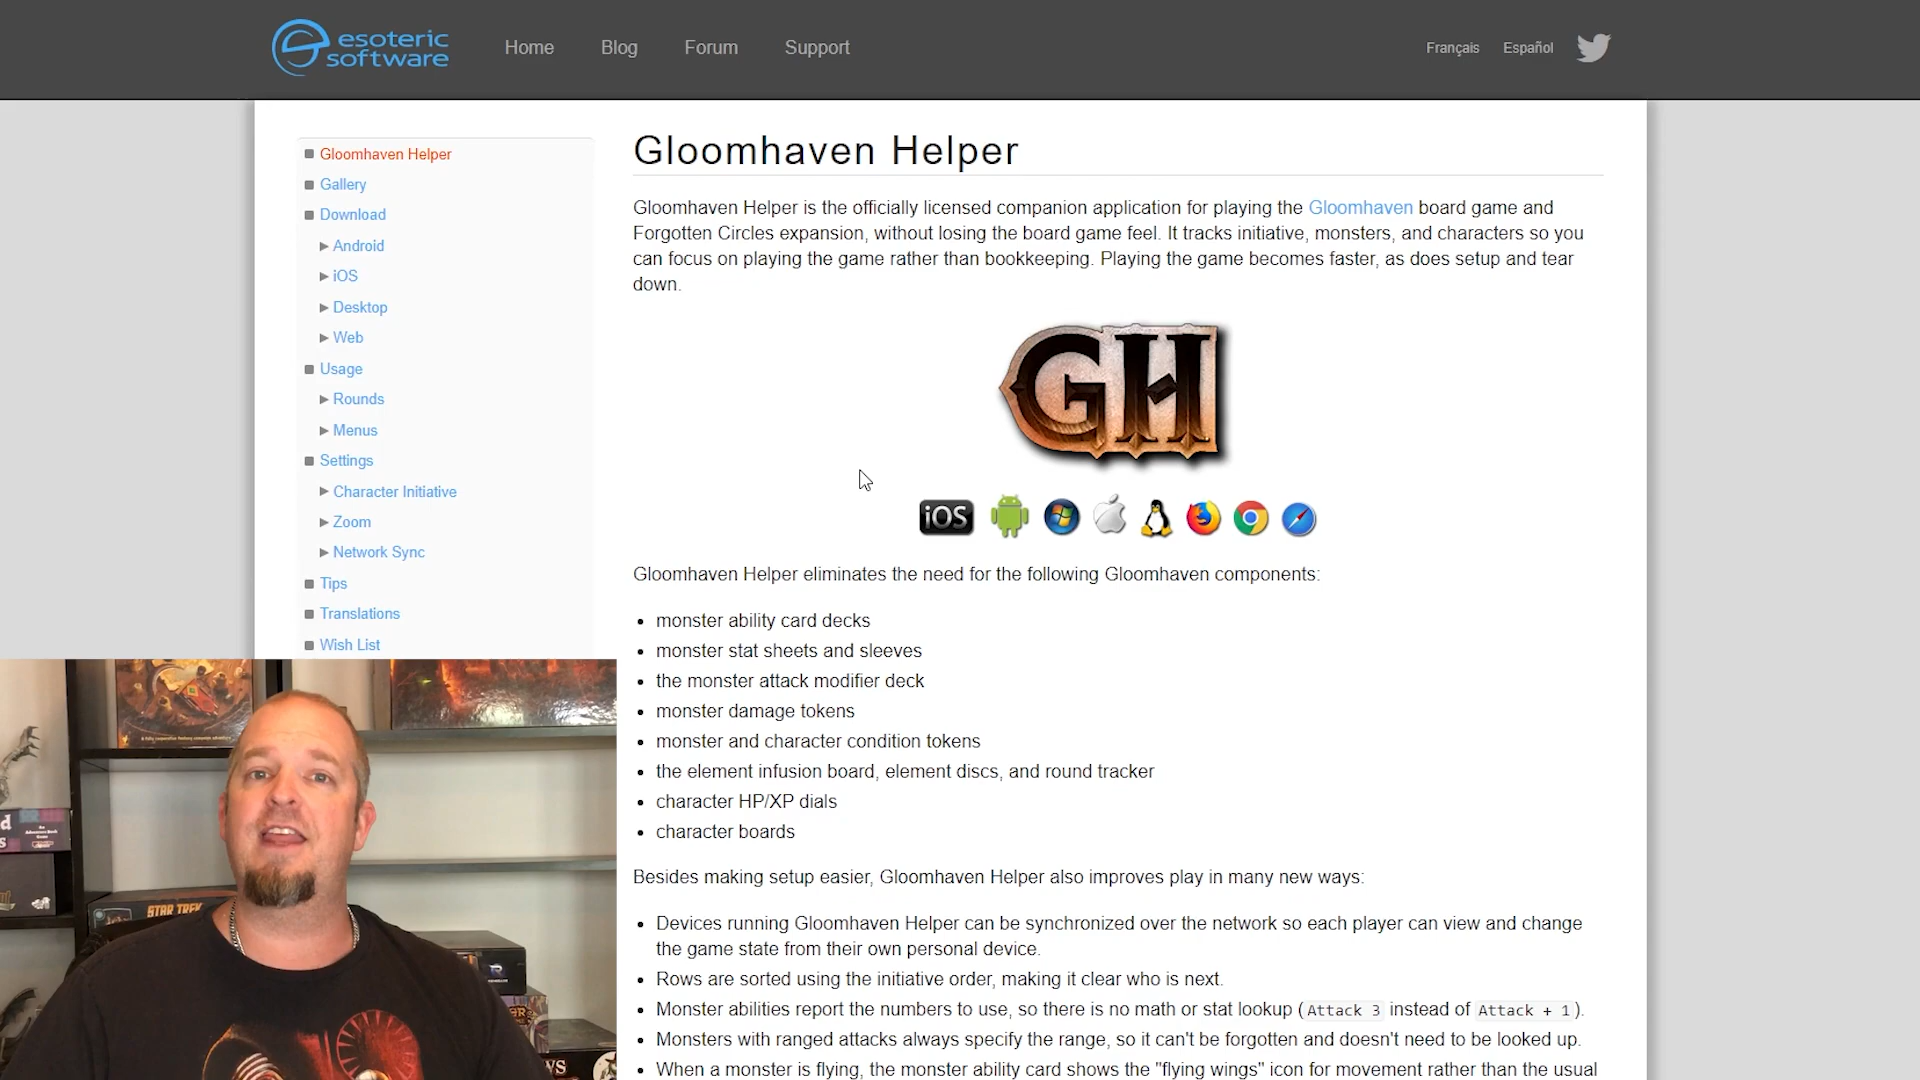 esoteric
software
Home
Blog
Forum
Support
Français
Español
Gloomhaven Helper
Gallery
Download
Android
iOS
Desktop
Web
Usage
Rounds
Menus
Settings
Character Initiative
Zoom
Network Sync
Tips
Translations
Wish List
Gloomhaven Helper
Gloomhaven Helper is the officially licensed companion application for playing the Gloomhaven board game and
Forgotten Circles expansion, without losing the board game feel. It tracks initiative, monsters, and characters so you
can focus on playing the game rather than bookkeeping. Playing the game becomes faster, as does setup and tear
down.
GH
iOS
Gloomhaven Helper eliminates the need for the following Gloomhaven components:
monster ability card decks
monster stat sheets and sleeves
the monster attack modifier deck
monster damage tokens
monster and character condition tokens
the element infusion board, element discs, and round tracker
character HP/XP dials
character boards
Besides making setup easier, Gloomhaven Helper also improves play in many new ways:
Devices running Gloomhaven Helper can be synchronized over the network so each player can view and change
the game state from their own personal device.
Rows are sorted using the initiative order, making it clear who is next.
Monster abilities report the numbers to use, so there is no math or stat lookup (Attack 3 instead of Attack + 1).
Monsters with ranged attacks always specify the range, so it can't be forgotten and doesn't need to be looked up.
When a monster is flying, the monster ability card shows the "flying wings" icon for movement rather than the usual
STAR TREK